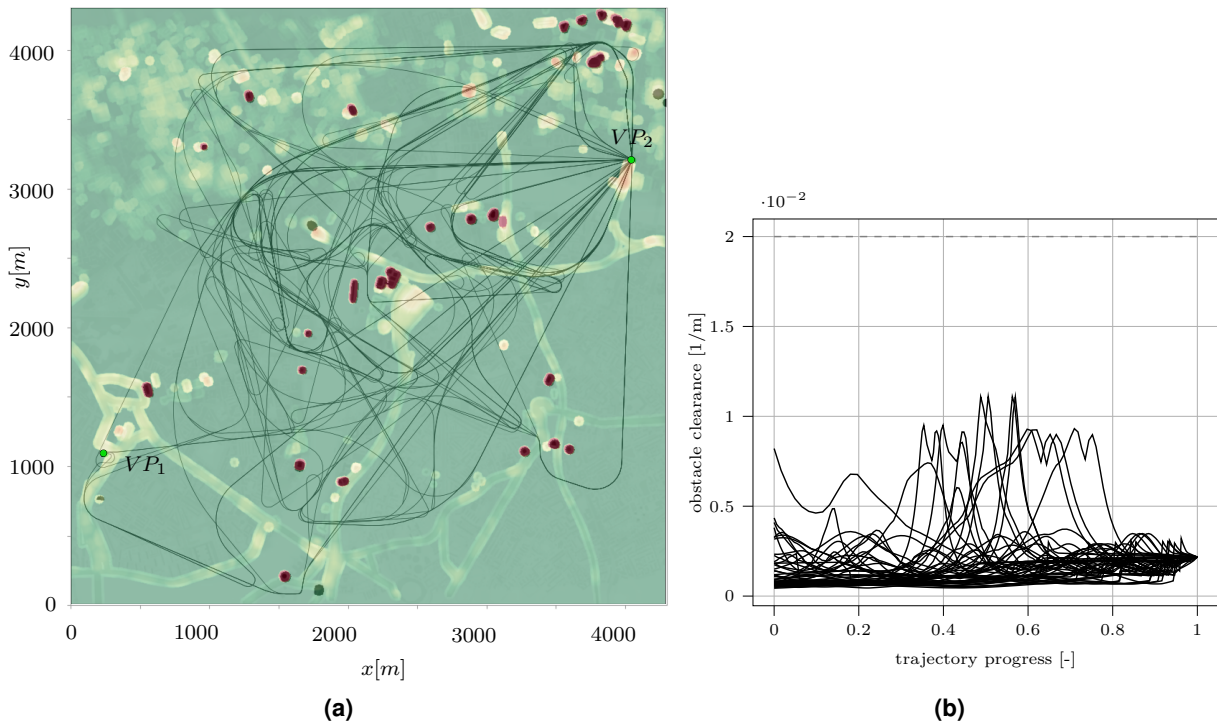 4000
3000
2000
1000
0
y[m]
0
1000
2000
3000
4000
x[m]
VP₂
VP₁
(a)
·10⁻²
2
1.5
1
0.5
0
obstacle clearance [1/m]
0
0.2
0.4
0.6
0.8
1
trajectory progress [-]
(b)